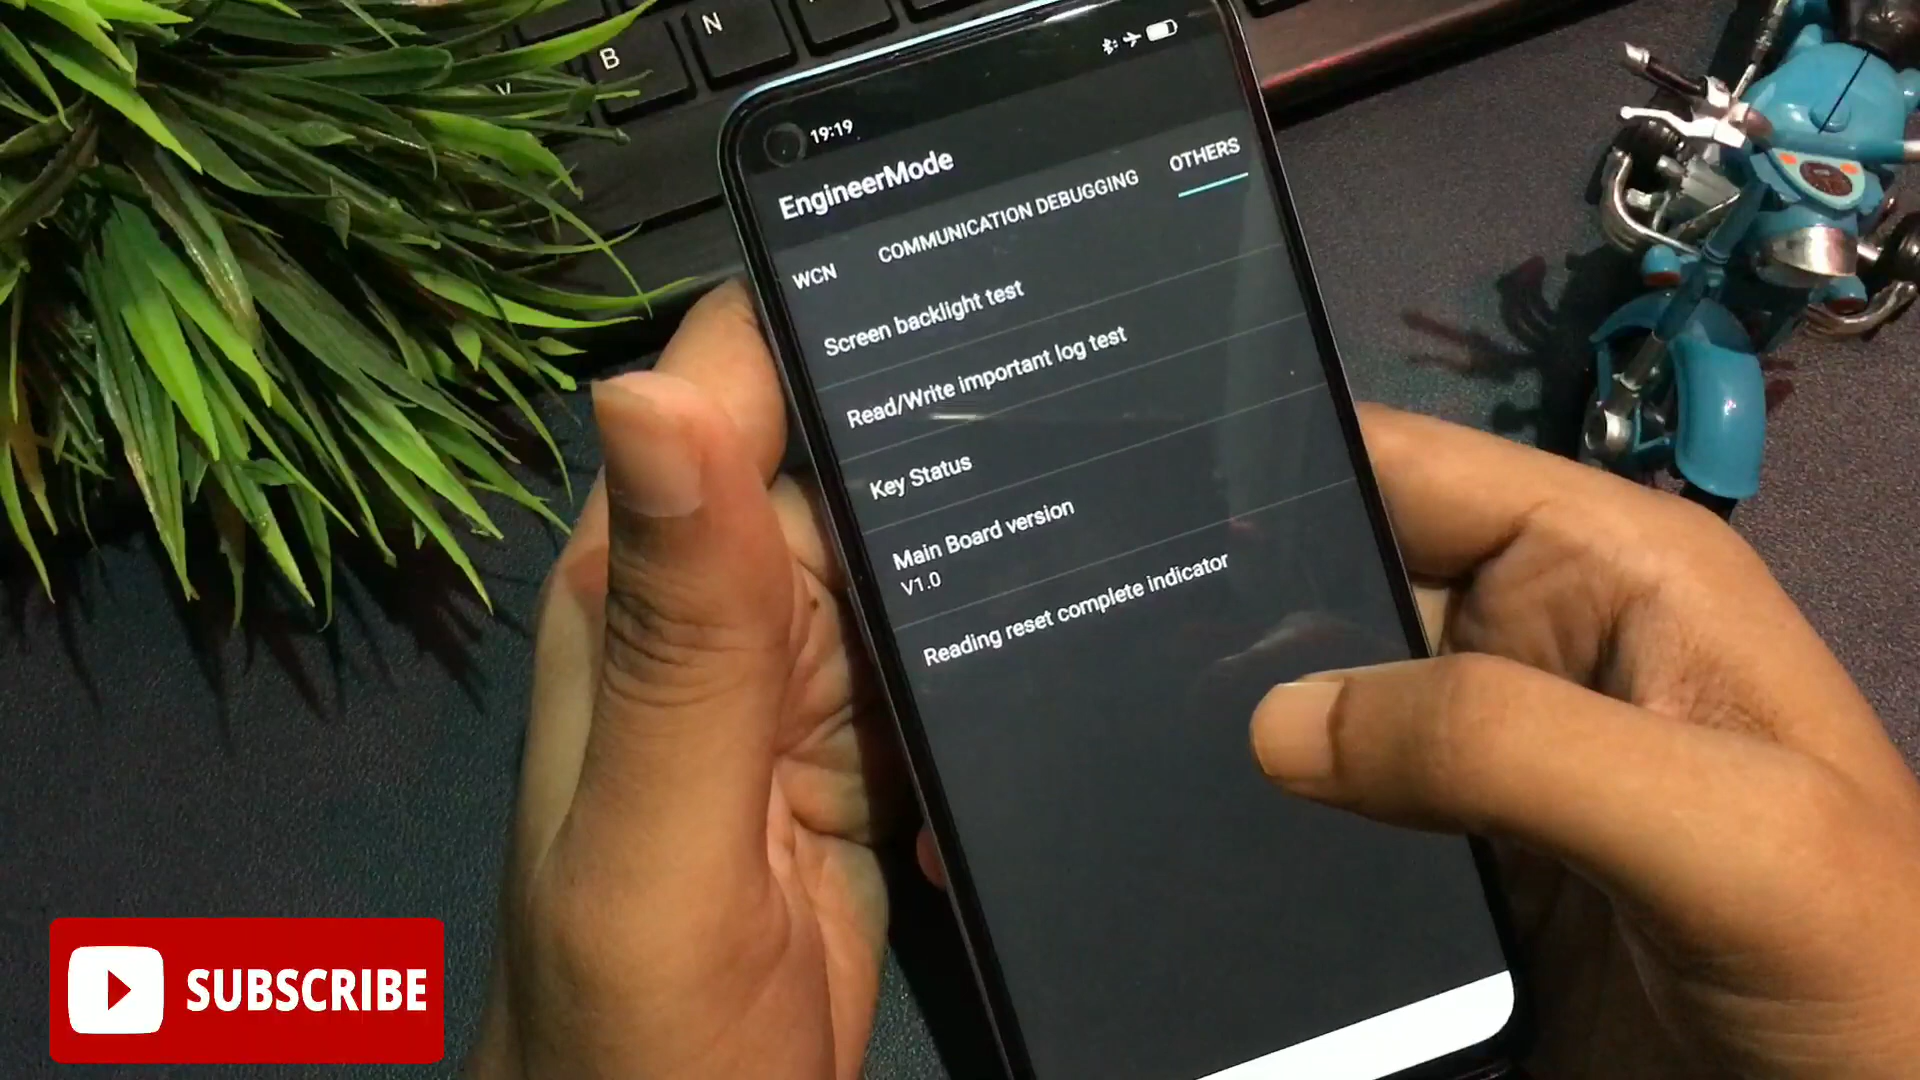 B
N
V
19:19
EngineerMode
WCN
COMMUNICATION DEBUGGING
OTHERS
Screen backlight test
Read/Write important log test
Key Status
Main Board version
V1.0
Reading reset complete indicator
SUBSCRIBE